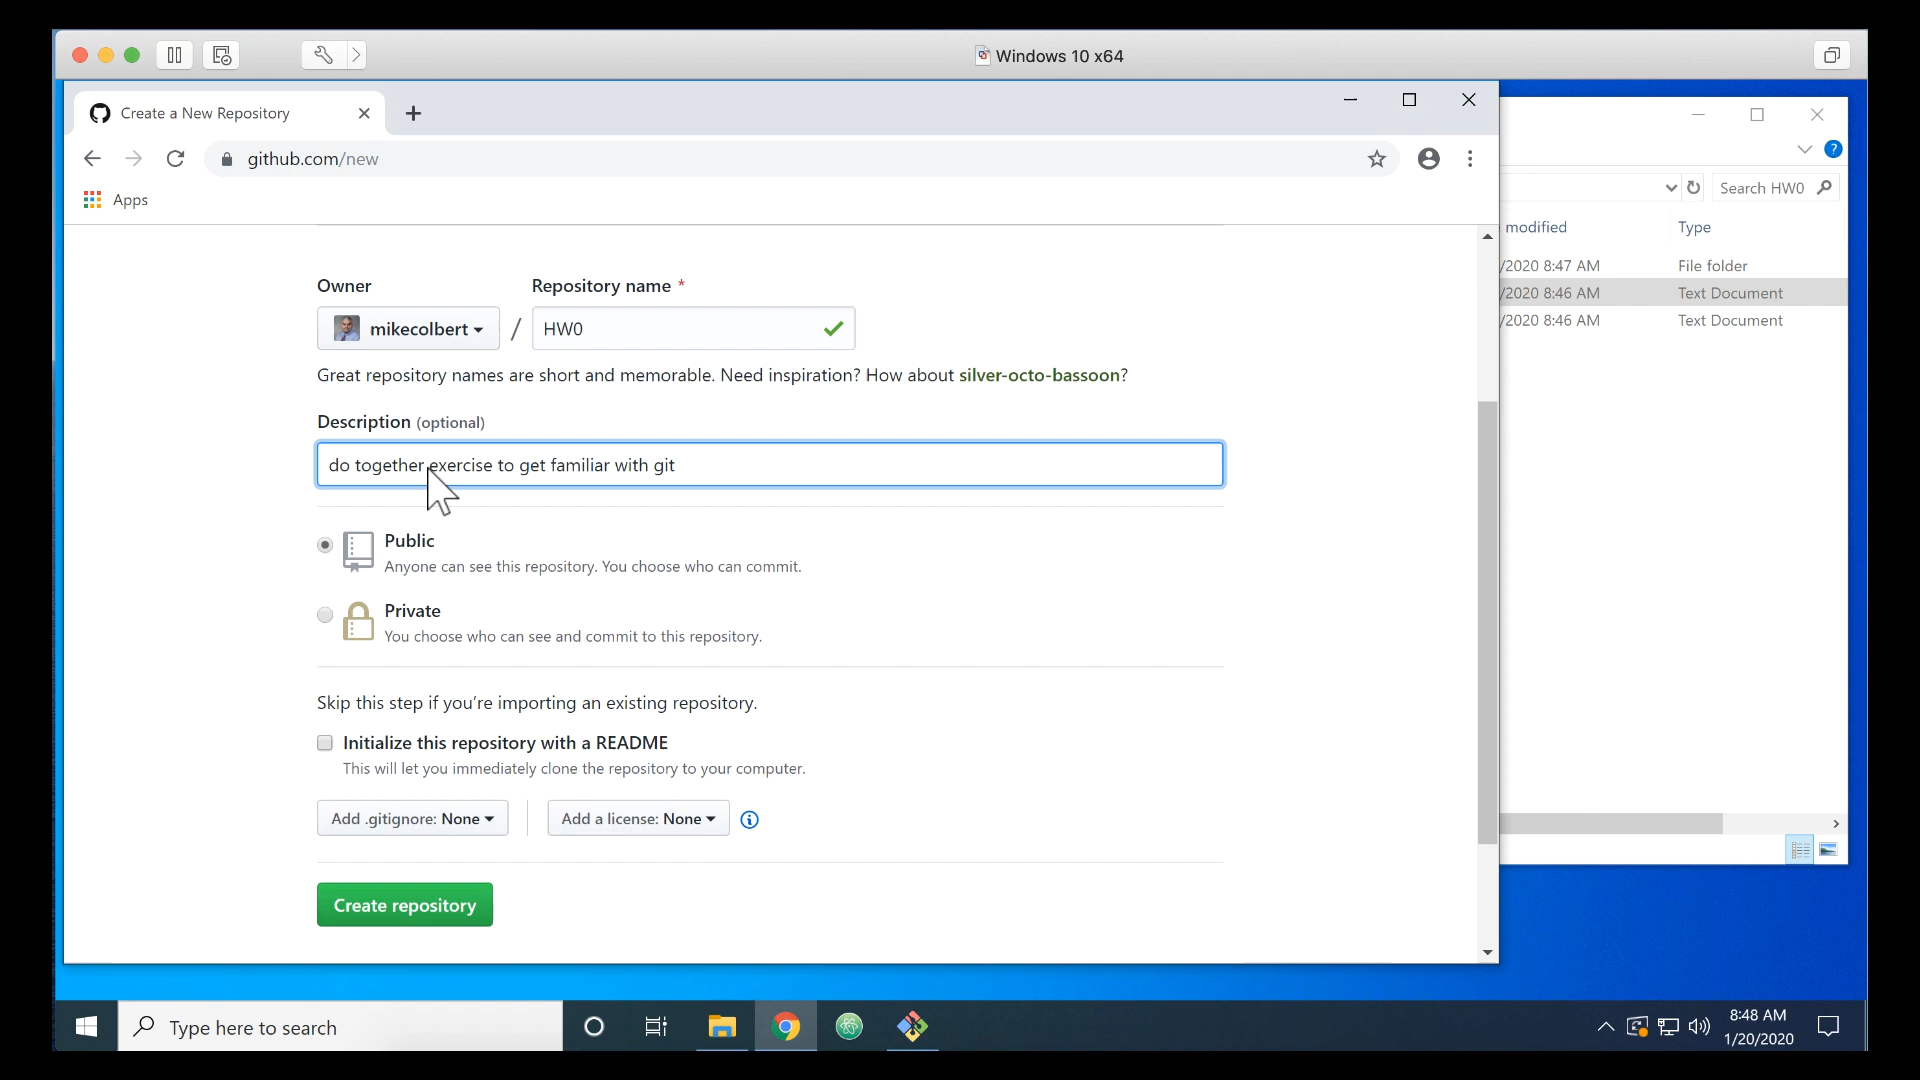 Windows 10 x64
Create a New Repository
github.com/new
Apps
Search HW0
modified Type
/2020 8:47 AM File folder
/2020 8:46 AM Text Document
/2020 8:46 AM Text Document
Owner Repository name *
mikecolbert / HW0
Great repository names are short and memorable. Need inspiration? How about silver-octo-bassoon?
Description (optional)
do together exercise to get familiar with git
Public
Anyone can see this repository. You choose who can commit.
Private
You choose who can see and commit to this repository.
Skip this step if you’re importing an existing repository.
Initialize this repository with a README
This will let you immediately clone the repository to your computer.
Add .gitignore: None Add a license: None
Create repository
Type here to search
8:48 AM
1/20/2020